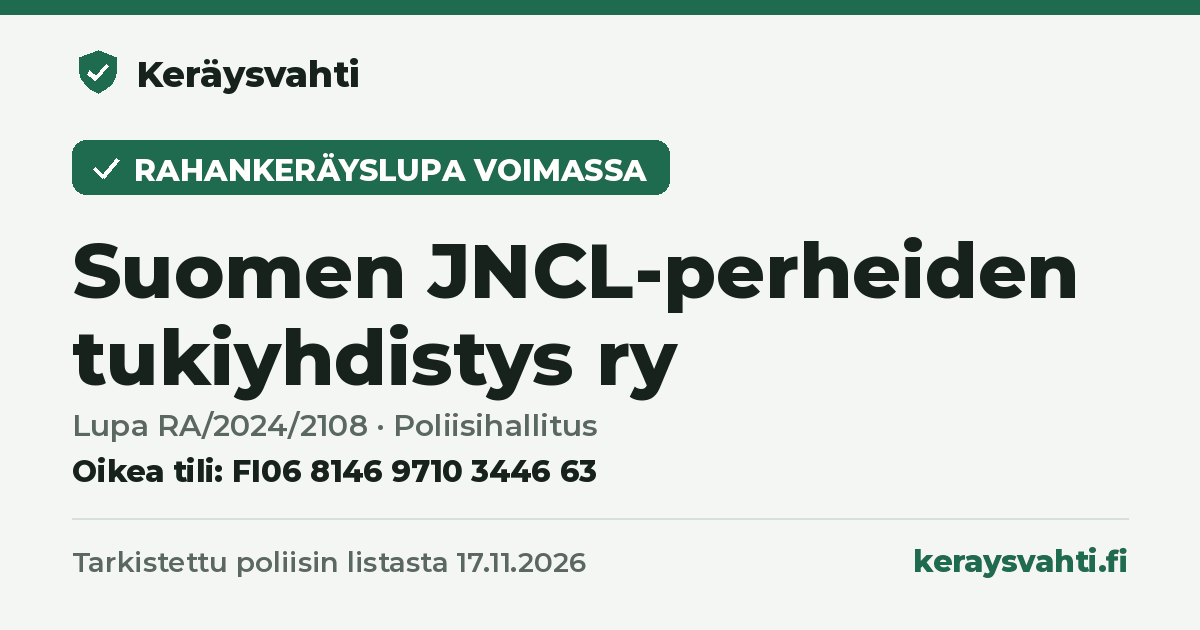 Keräysvahti
RAHANKERÄYSLUPA VOIMASSA
Suomen JNCL-perheiden
tukiyhdistys ry
Lupa RA/2024/2108 · Poliisihallitus
Oikea tili: FI06 8146 9710 3446 63
Tarkistettu poliisin listasta 17.11.2026
keraysvahti.fi